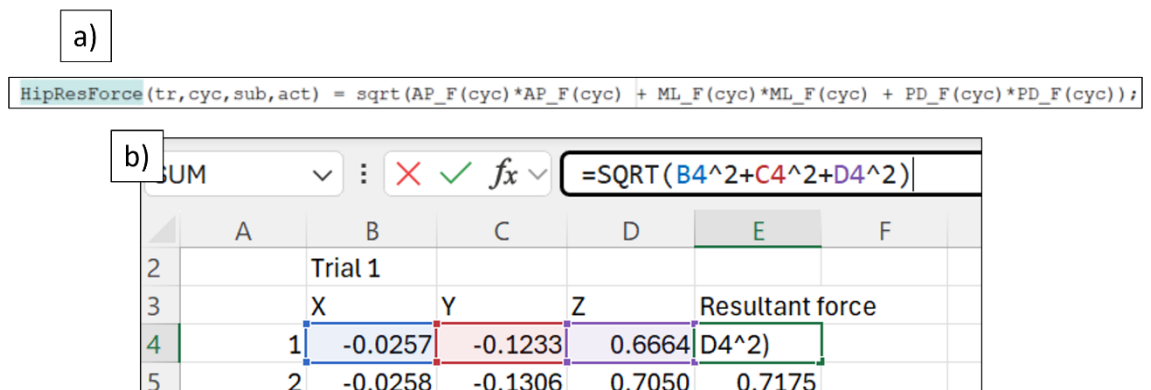 a)
HipResForce(tr,cyc,sub,act) = sqrt(AP_F(cyc)*AP_F(cyc) + ML_F(cyc)*ML_F(cyc) + PD_F(cyc)*PD_F(cyc));
b)
SUM fx =SQRT(B4^2+C4^2+D4^2)
A B C D E F
2 Trial 1
3 X Y Z Resultant force
4 1 -0.0257 -0.1233 0.6664 D4^2)
5 2 -0.0258 -0.1306 0.7050 0.7175